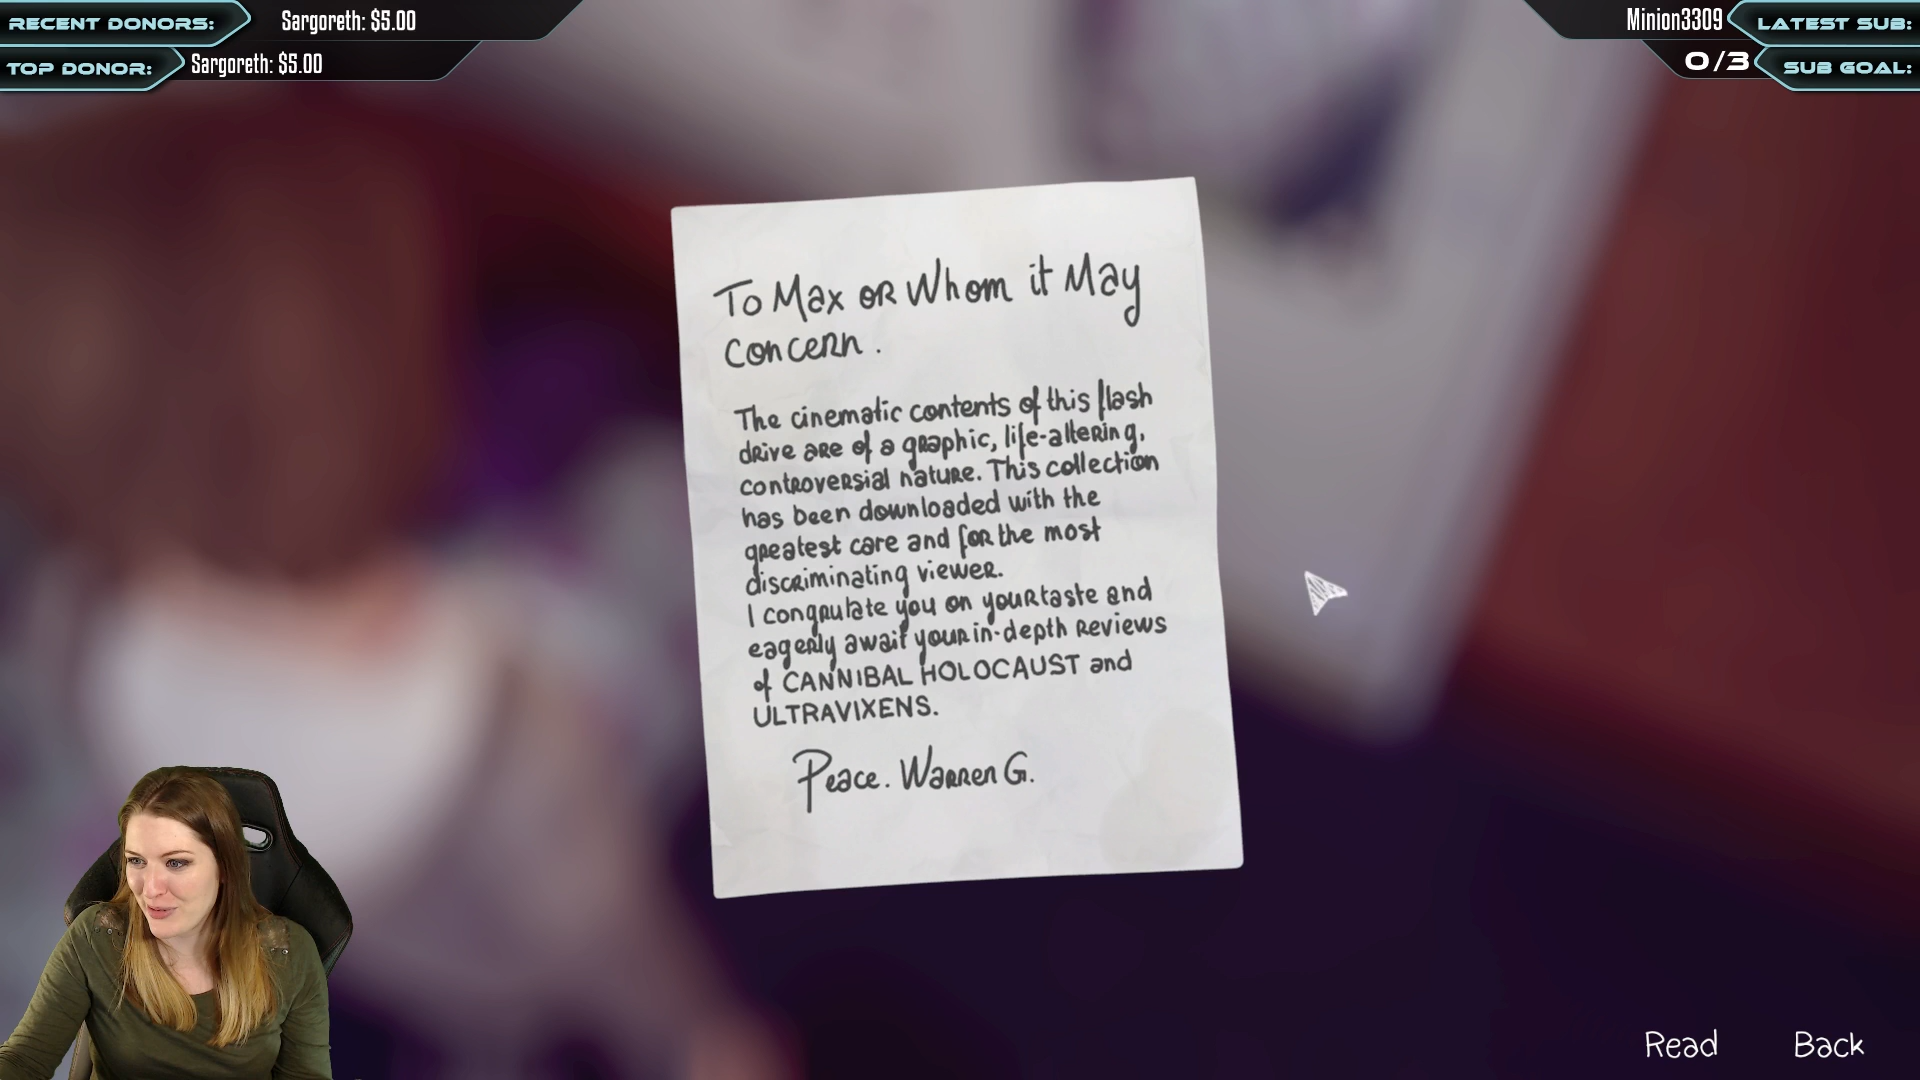 RECENT DONORS:
Sargoreth: $5.00
TOP DONOR:
Sargoreth: $5.00
Minion3309
LATEST SUB:
0/3
SUB GOAL:
To Max or Whom it May
Concern.
The cinematic contents of this flash
drive are of a graphic, life-altering,
controversial nature. This collection
has been downloaded with the
greatest care and for the most
discriminating viewer.
I congrulate you on your taste and
eagerly await your in-depth reviews
of CANNIBAL HOLOCAUST and
ULTRAVIXENS.
Peace. Warren G.
Read
Back